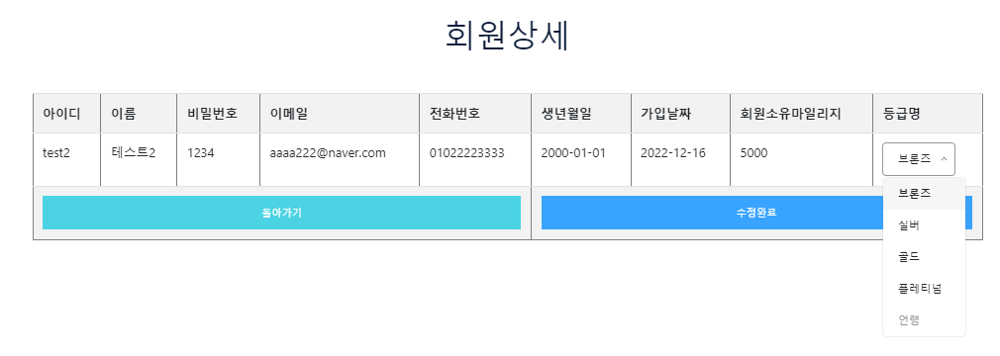 회원상세
아이디 이름 비밀번호 이메일 전화번호 생년월일 가입날짜 회원소유마일리지 등급명
test2 테스트2 1234 aaaa222@naver.com 01022223333 2000-01-01 2022-12-16 5000 브론즈
돌아가기 수정완료
브론즈
실버
골드
플레티넘
언랭